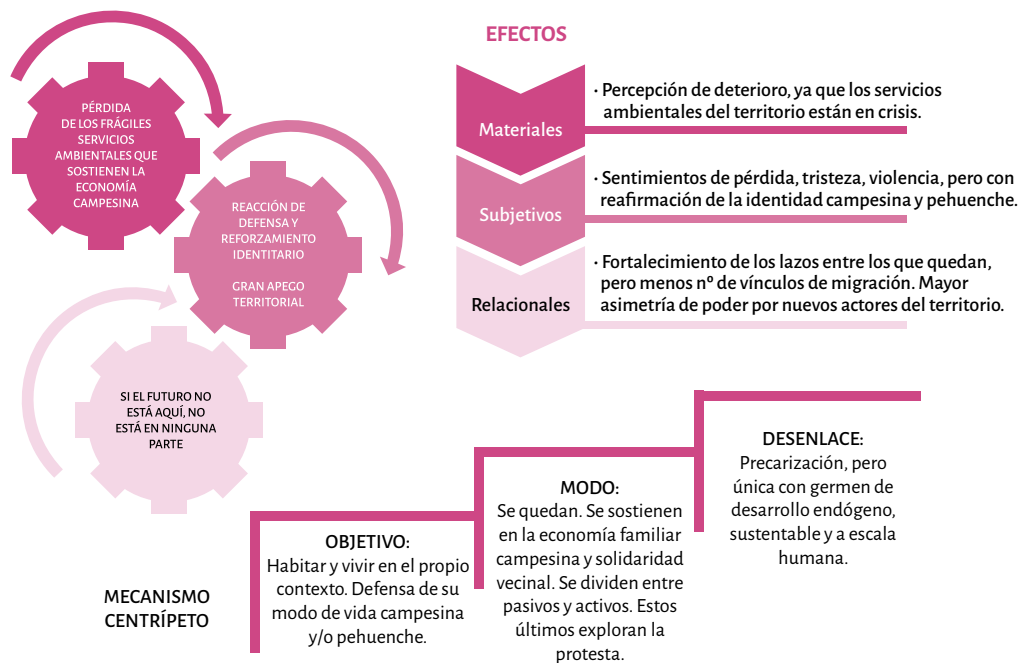 PÉRDIDA
DE LOS FRÁGILES
SERVICIOS
AMBIENTALES QUE
SOSTIENEN LA
ECONOMÍA
CAMPESINA
REACCIÓN DE
DEFENSA Y
REFORZAMIENTO
IDENTITARIO
GRAN APEGO
TERRITORIAL
SI EL FUTURO NO
ESTÁ AQUÍ, NO
ESTÁ EN NINGUNA
PARTE
EFECTOS
Materiales
· Percepción de deterioro, ya que los servicios
ambientales del territorio están en crisis.
Subjetivos
· Sentimientos de pérdida, tristeza, violencia, pero con
reafirmación de la identidad campesina y pehuenche.
Relacionales
· Fortalecimiento de los lazos entre los que quedan,
pero menos nº de vínculos de migración. Mayor
asimetría de poder por nuevos actores del territorio.
MECANISMO
CENTRÍPETO
OBJETIVO:
Habitar y vivir en el propio
contexto. Defensa de su
modo de vida campesina
y/o pehuenche.
MODO:
Se quedan. Se sostienen
en la economía familiar
campesina y solidaridad
vecinal. Se dividen entre
pasivos y activos. Estos
últimos exploran la
protesta.
DESENLACE:
Precarización, pero
única con germen de
desarrollo endógeno,
sustentable y a escala
humana.